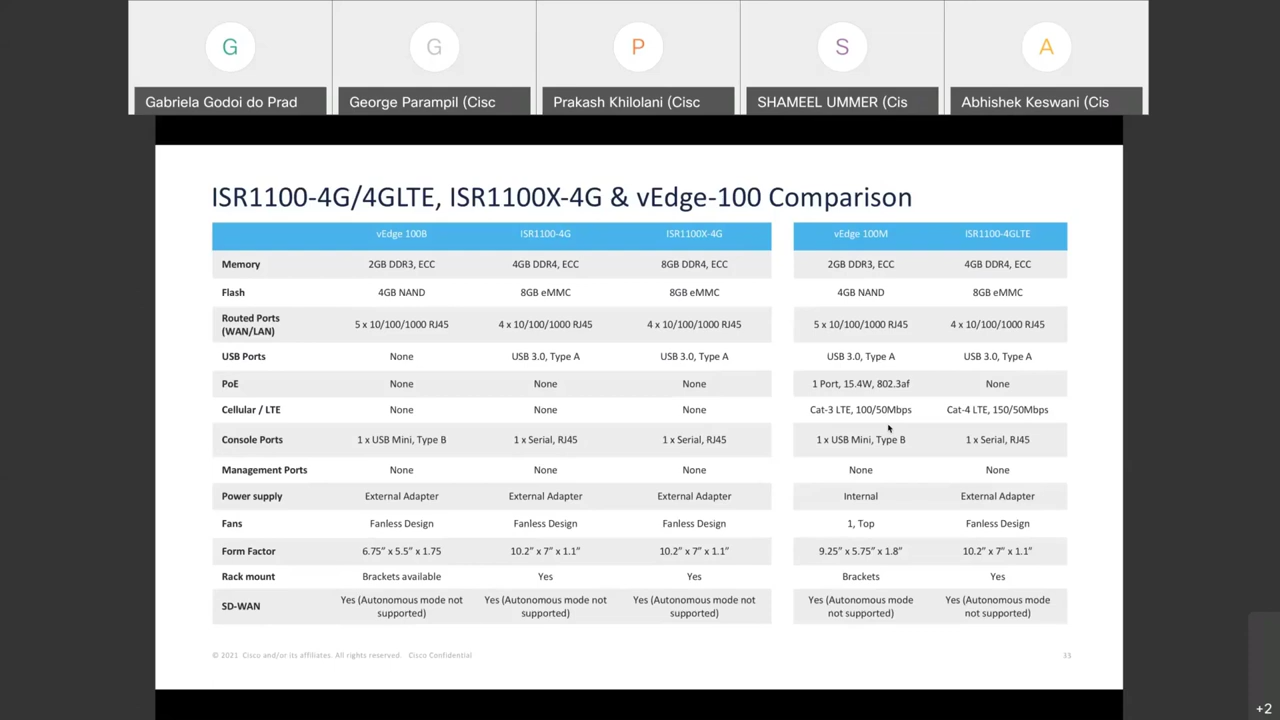 G
G
P
S
A
Gabriela Godoi do Prad
George Parampil (Cisc
Prakash Khilolani (Cisc
SHAMEEL UMMER (Cis
Abhishek Keswani (Cis
ISR1100-4G/4GLTE, ISR1100X-4G & vEdge-100 Comparison
vEdge 100B ISR1100-4G ISR1100X-4G vEdge 100M ISR1100-4GLTE
Memory 2GB DDR3, ECC 4GB DDR4, ECC 8GB DDR4, ECC 2GB DDR3, ECC 4GB DDR4, ECC
Flash 4GB NAND 8GB eMMC 8GB eMMC 4GB NAND 8GB eMMC
Routed Ports
(WAN/LAN) 5 x 10/100/1000 RJ45 4 x 10/100/1000 RJ45 4 x 10/100/1000 RJ45 5 x 10/100/1000 RJ45 4 x 10/100/1000 RJ45
USB Ports None USB 3.0, Type A USB 3.0, Type A USB 3.0, Type A USB 3.0, Type A
PoE None None None 1 Port, 15.4W, 802.3af None
Cellular / LTE None None None Cat-3 LTE, 100/50Mbps Cat-4 LTE, 150/50Mbps
Console Ports 1 x USB Mini, Type B 1 x Serial, RJ45 1 x Serial, RJ45 1 x USB Mini, Type B 1 x Serial, RJ45
Management Ports None None None None None
Power supply External Adapter External Adapter External Adapter Internal External Adapter
Fans Fanless Design Fanless Design Fanless Design 1, Top Fanless Design
Form Factor 6.75” x 5.5” x 1.75 10.2” x 7” x 1.1” 10.2” x 7” x 1.1” 9.25” x 5.75” x 1.8” 10.2” x 7” x 1.1”
Rack mount Brackets available Yes Yes Brackets Yes
SD-WAN Yes (Autonomous mode not Yes (Autonomous mode not Yes (Autonomous mode not Yes (Autonomous mode Yes (Autonomous mode
supported) supported) supported) not supported) not supported)
© 2021 Cisco and/or its affiliates. All rights reserved. Cisco Confidential
33
+2